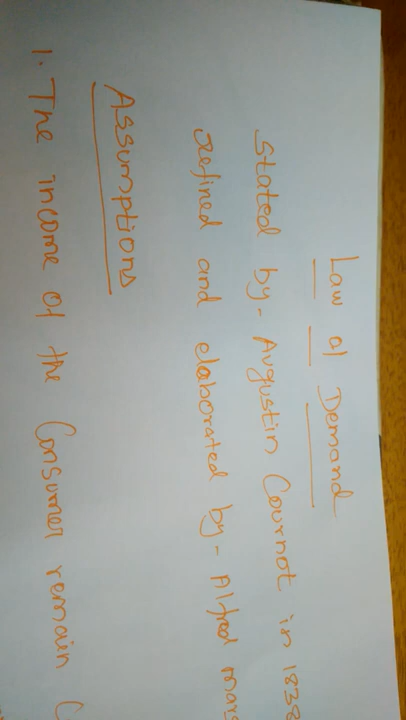 Law of Demand
Stated by- Augustin Cournot in 1838
refined and elaborated by- Alfred
Assumptions
1. The income of the Consumer remain